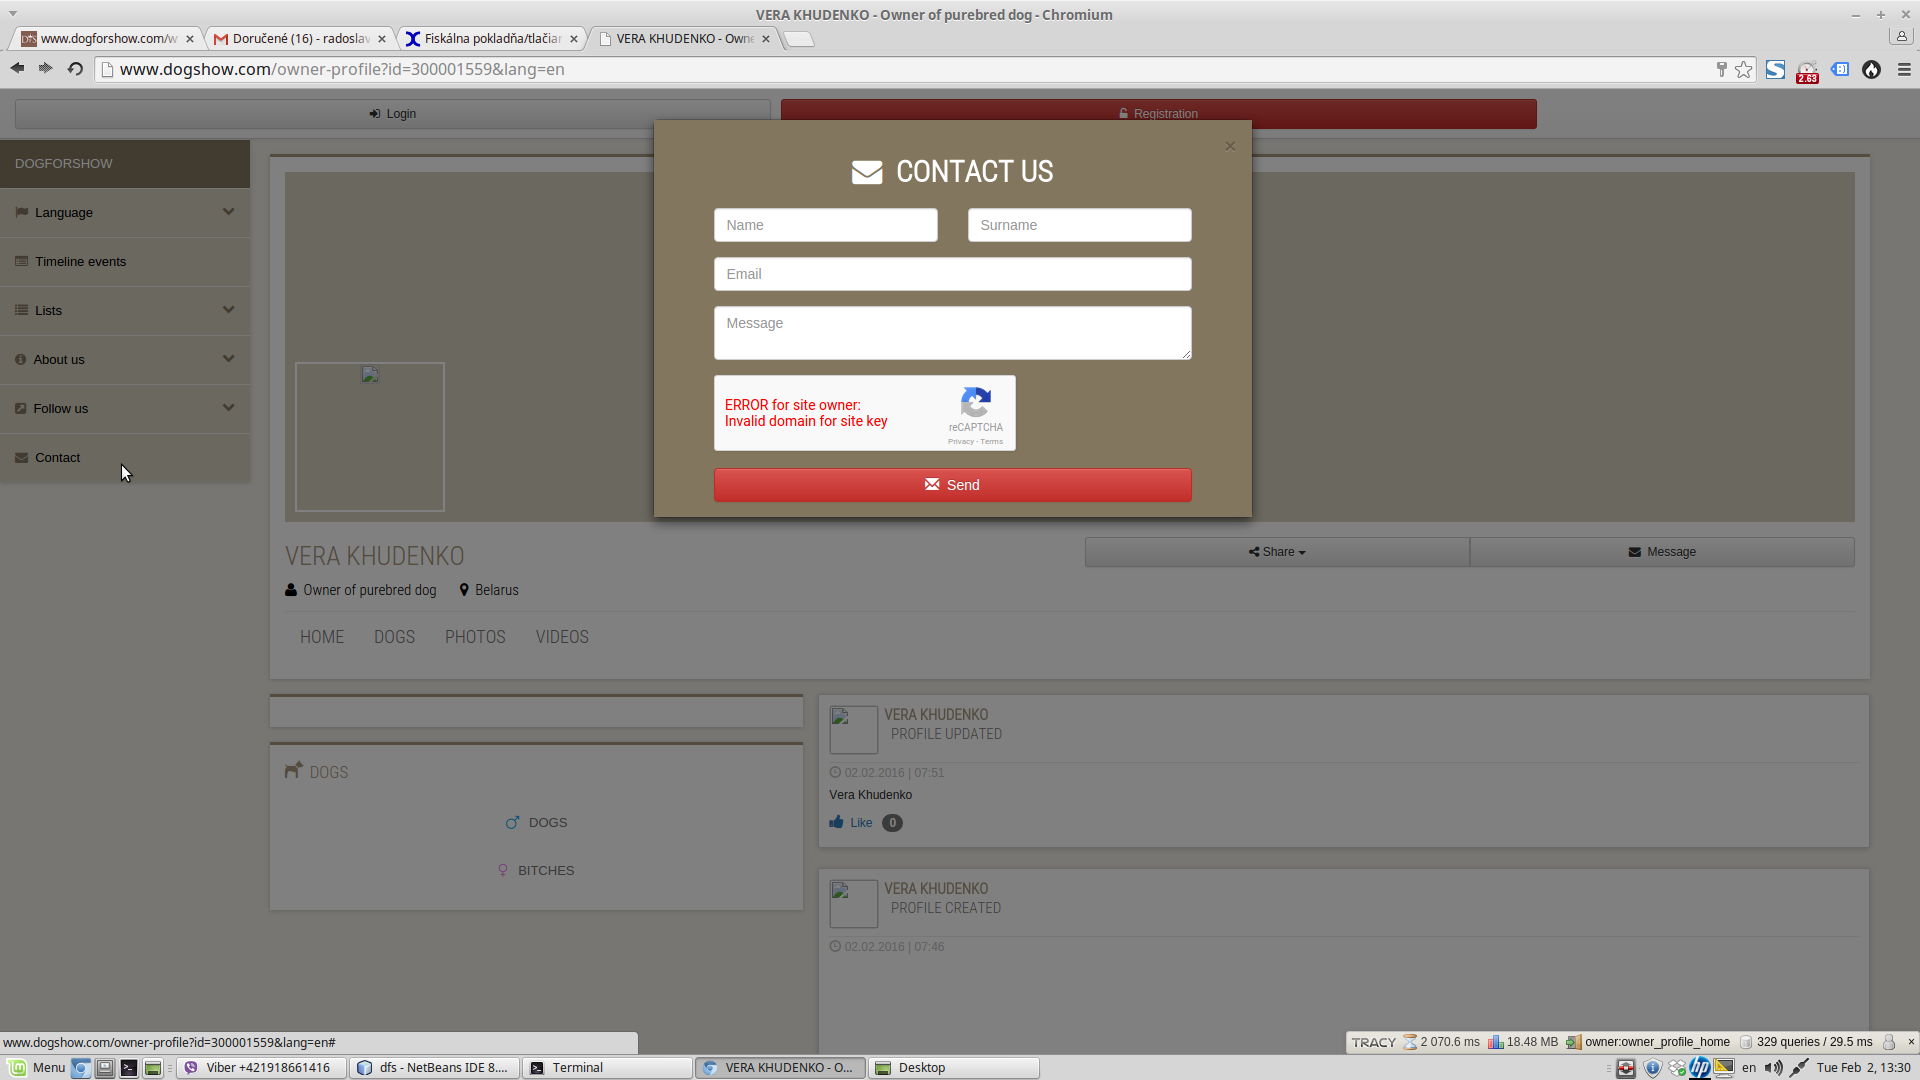 VERA KHUDENKO - Owner of purebred dog - Chromium
www.dogforshow.com/w
Doručené (16) - radoslav
Fiskálna pokladňa/tlačiar
VERA KHUDENKO - Own
www.dogshow.com/owner-profile?id=300001559&lang=en
2.63
Login
Registration
DOGFORSHOW
Language
Timeline events
Lists
About us
Follow us
Contact
CONTACT US
×
Name
Surname
Email
Message
ERROR for site owner:
Invalid domain for site key
reCAPTCHA
Privacy - Terms
Send
VERA KHUDENKO
Owner of purebred dog
Belarus
Share
Message
HOME
DOGS
PHOTOS
VIDEOS
DOGS
DOGS
BITCHES
VERA KHUDENKO
PROFILE UPDATED
02.02.2016 | 07:51
Vera Khudenko
Like 0
VERA KHUDENKO
PROFILE CREATED
02.02.2016 | 07:46
www.dogshow.com/owner-profile?id=300001559&lang=en#
TRACY 2 070.6 ms 18.48 MB owner:owner_profile_home 329 queries / 29.5 ms ×
Menu
Viber +421918661416
dfs - NetBeans IDE 8....
Terminal
VERA KHUDENKO - O...
Desktop
en
Tue Feb 2, 13:30